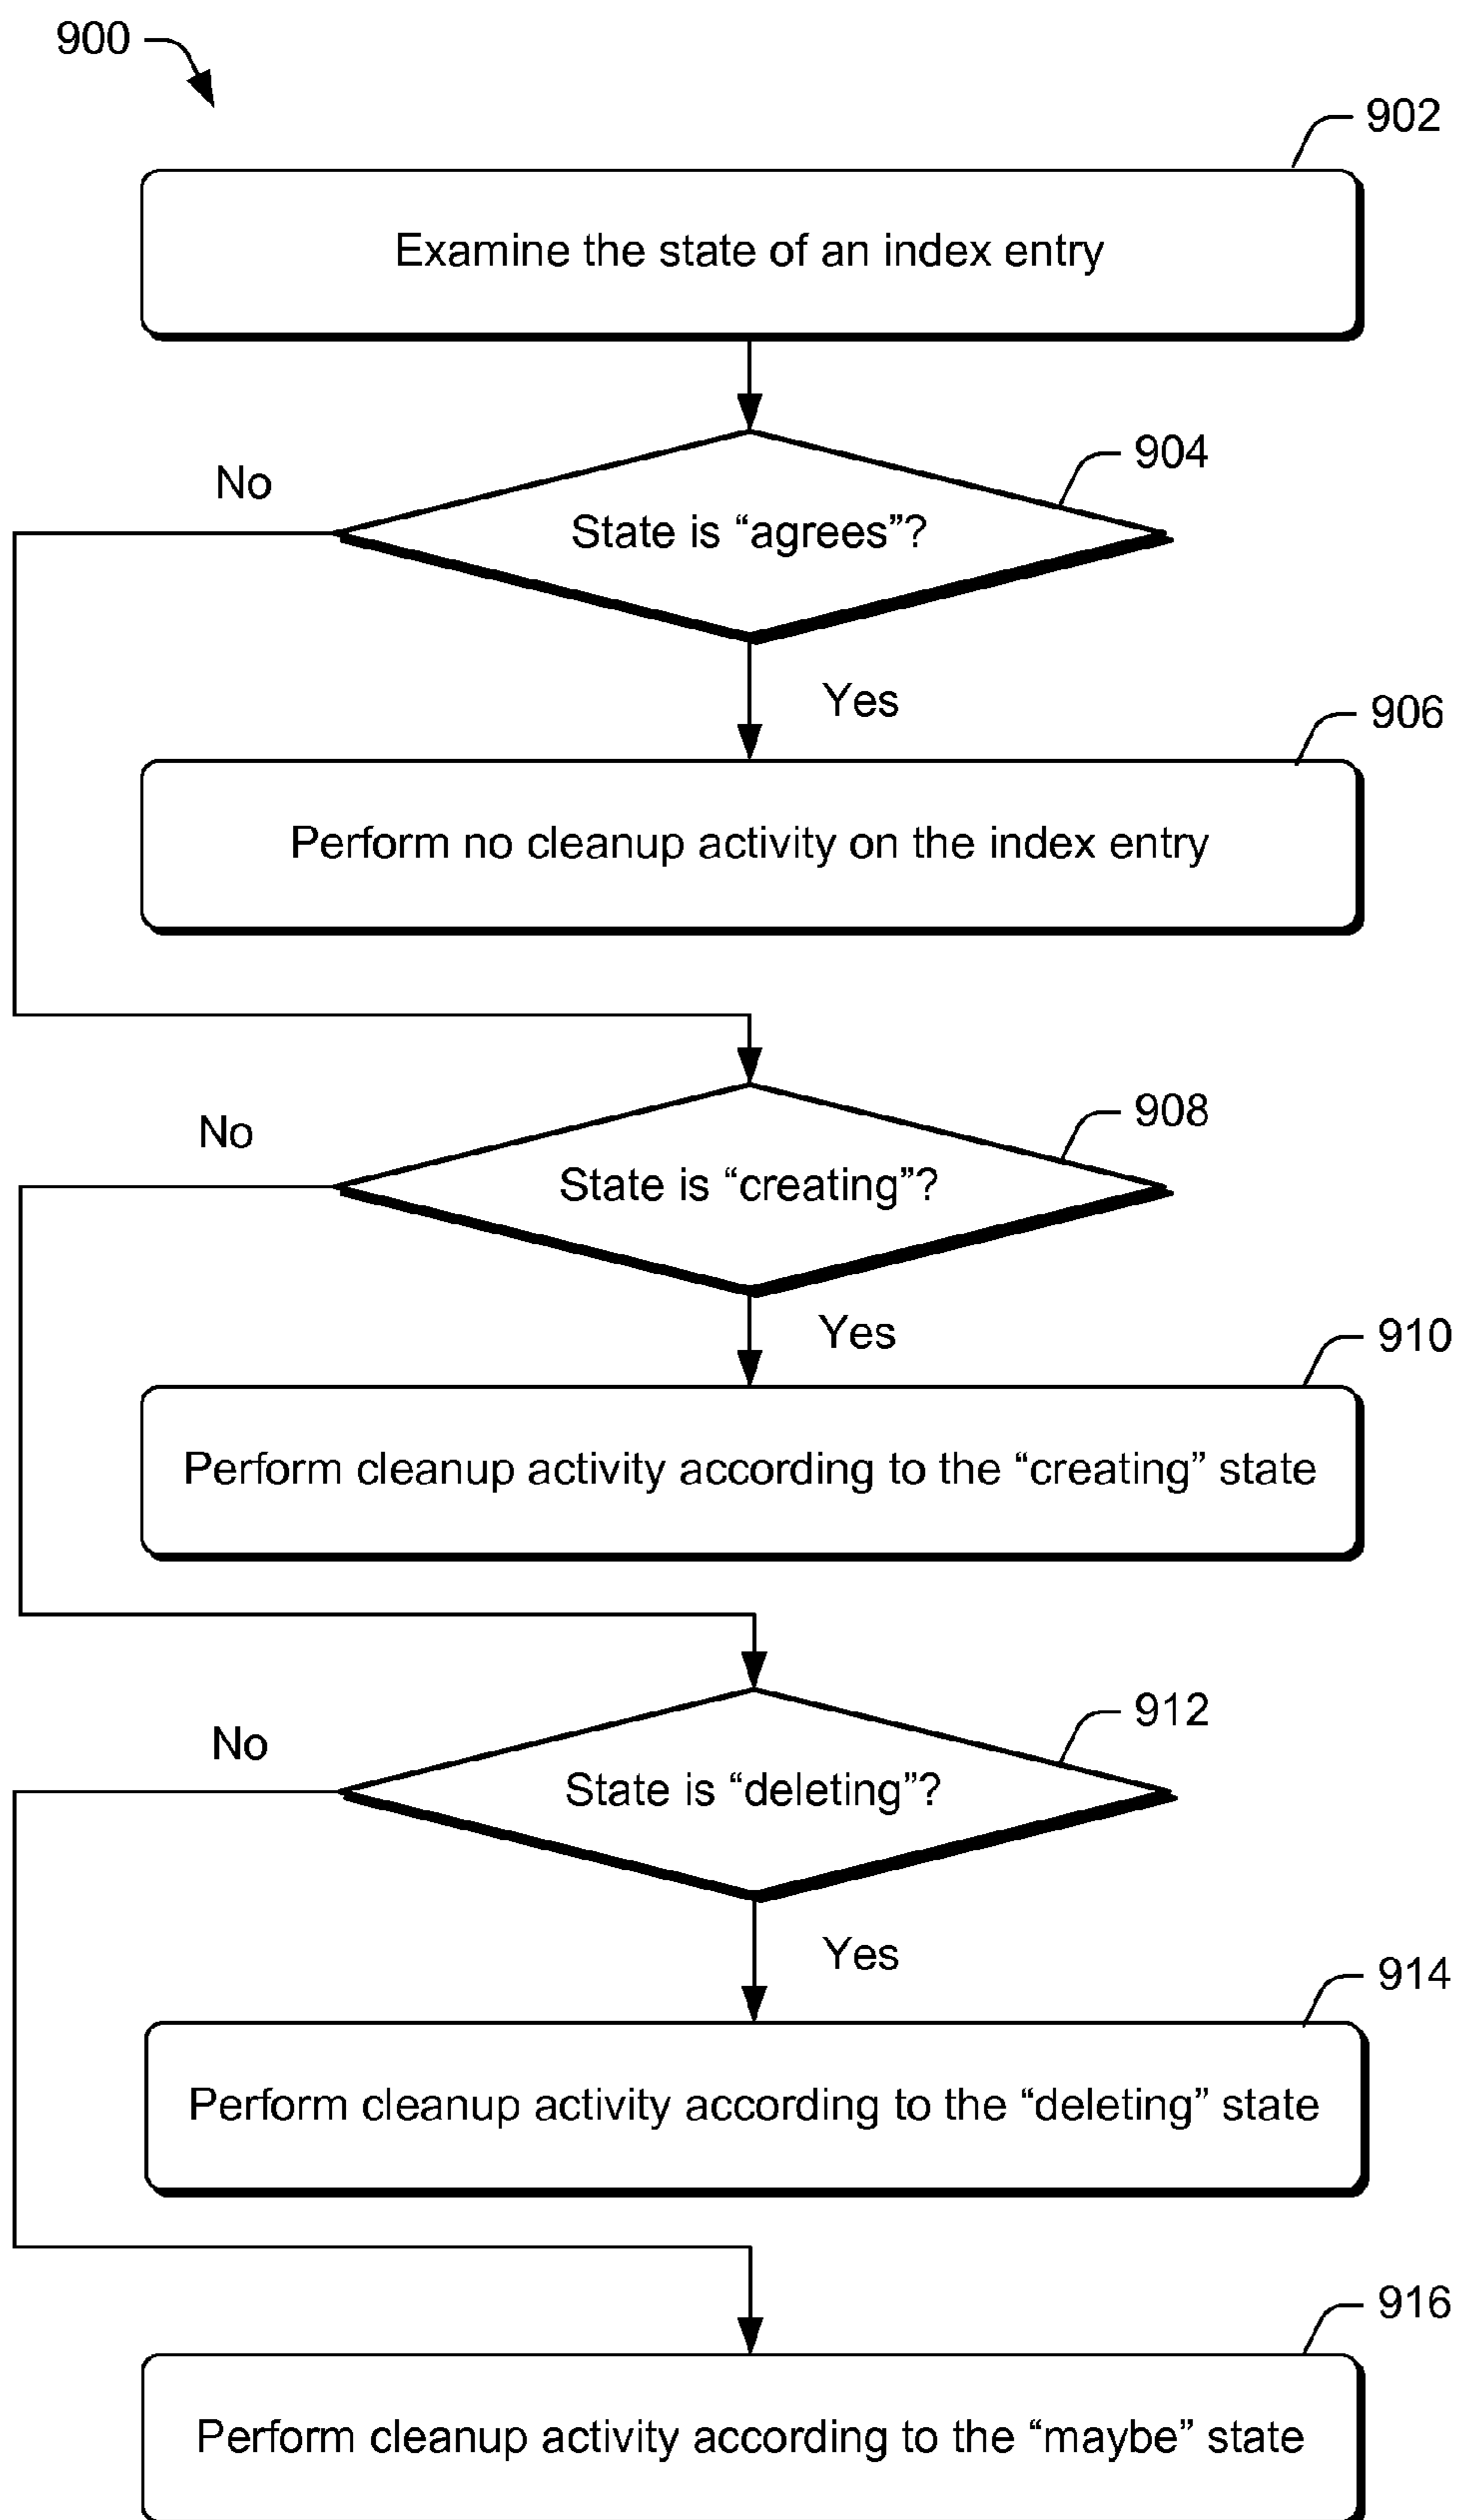 900
902
Examine the state of an index entry
904
No
State is “agrees”?
Yes
906
Perform no cleanup activity on the index entry
908
No
State is “creating”?
Yes
910
Perform cleanup activity according to the “creating” state
912
No
State is “deleting”?
Yes
914
Perform cleanup activity according to the “deleting” state
916
Perform cleanup activity according to the “maybe” state